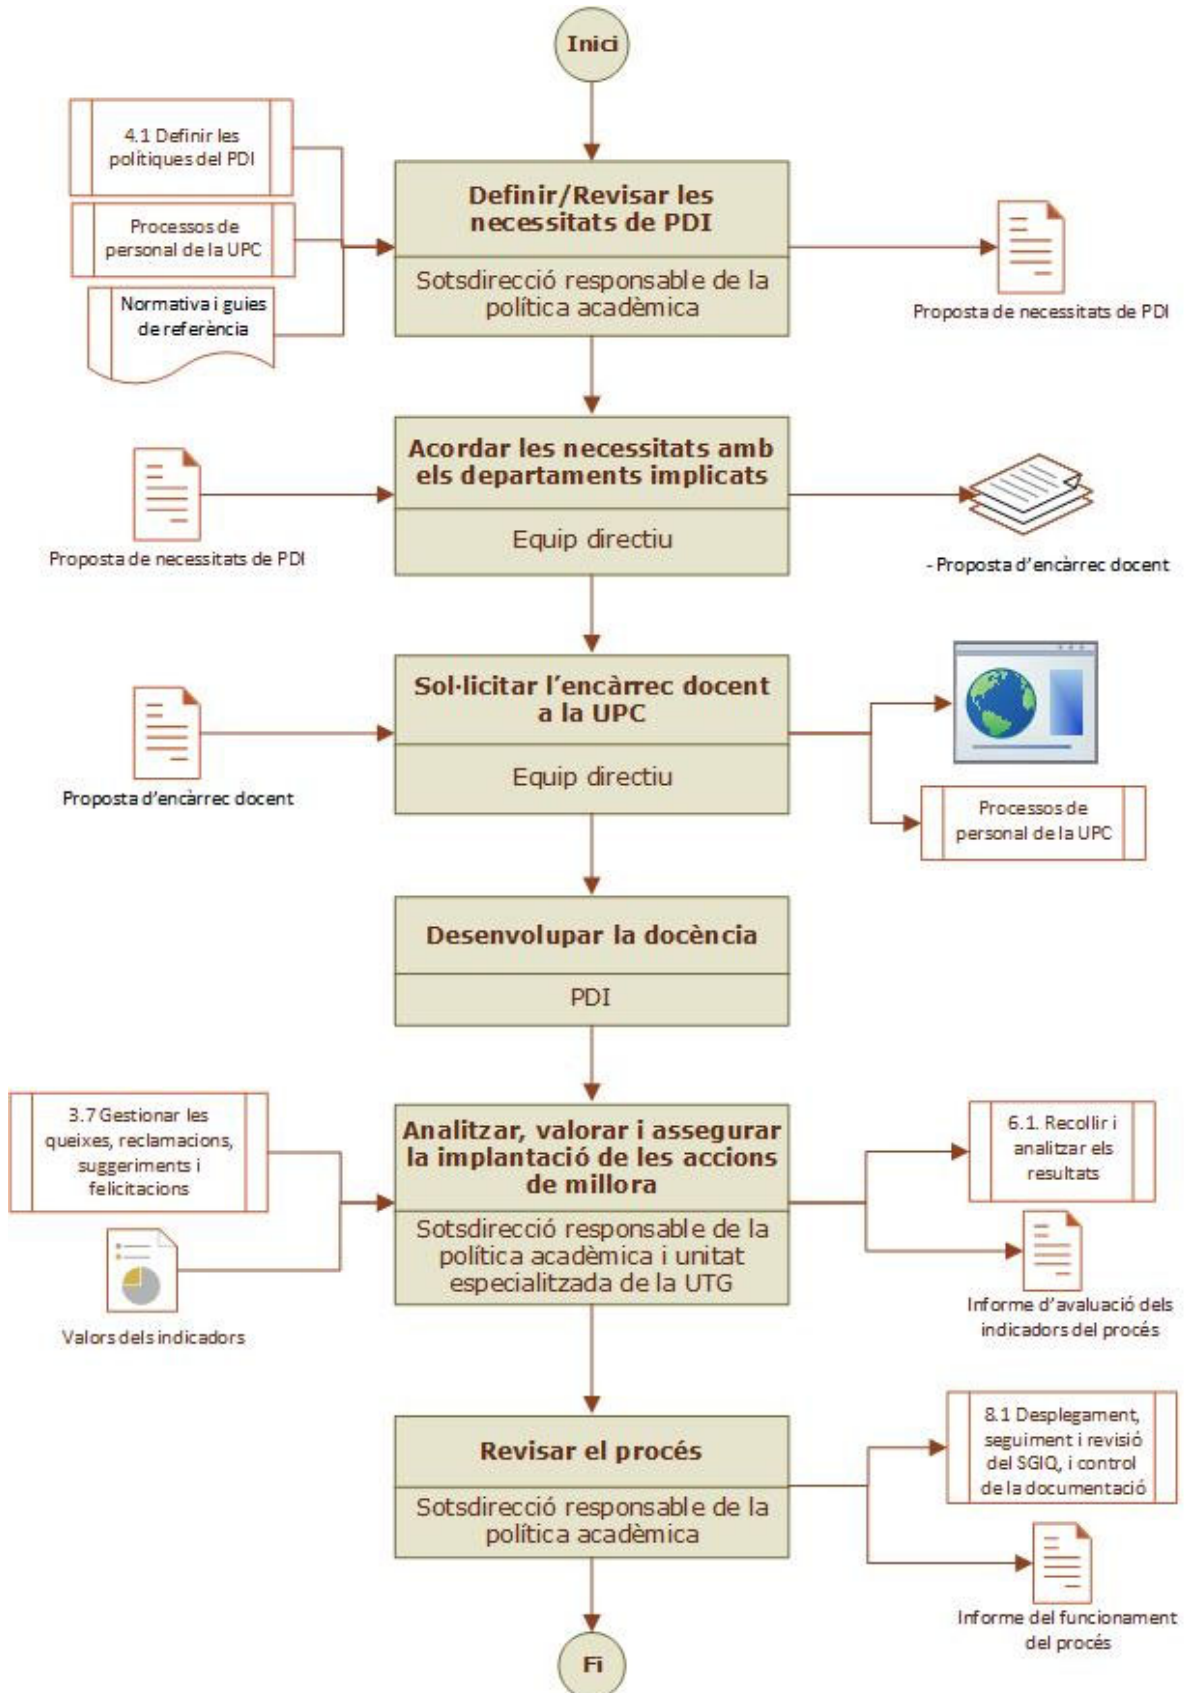 Inici
4.1 Definir les
polítiques del PDI
Processos de
personal de la UPC
Normativa i guies
de referència
Definir/Revisar les
necessitats de PDI
Sotsdirecció responsable de la
política acadèmica
Proposta de necessitats de PDI
Proposta de necessitats de PDI
Acordar les necessitats amb
els departaments implicats
Equip directiu
- Proposta d'encàrrec docent
Proposta d'encàrrec docent
Sol·licitar l'encàrrec docent
a la UPC
Equip directiu
Processos de
personal de la UPC
Desenvolupar la docència
PDI
3.7 Gestionar les
queixes, reclamacions,
suggeriments i
felicitacions
Valors dels indicadors
Analitzar, valorar i assegurar
la implantació de les accions
de millora
Sotsdirecció responsable de la
política acadèmica i unitat
especialitzada de la UTG
6.1. Recollir i
analitzar els
resultats
Informe d'avaluació dels
indicadors del procés
Revisar el procés
Sotsdirecció responsable de la
política acadèmica
8.1 Desplegament,
seguiment i revisió
del SGIQ, i control
de la documentació
Informe del funcionament
del procés
Fi